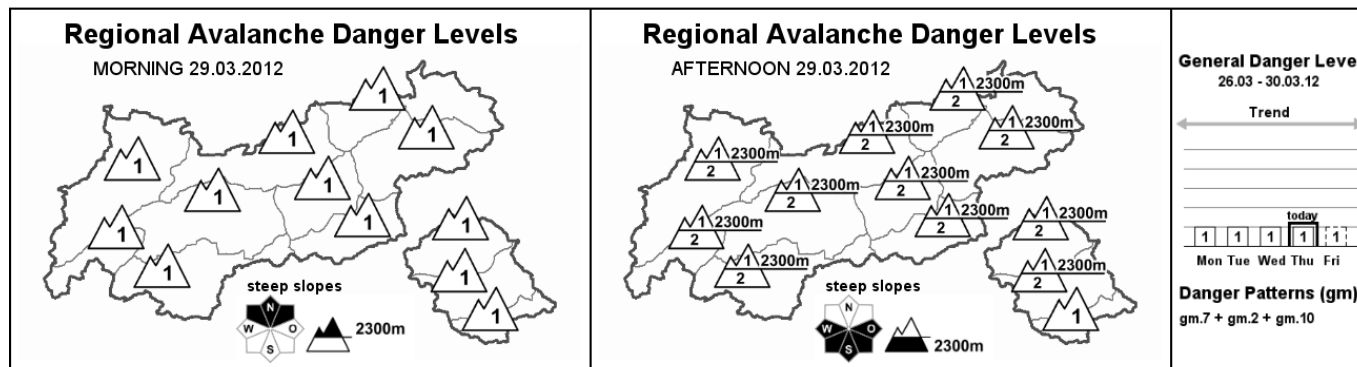 Regional Avalanche Danger Levels
MORNING 29.03.2012
1
1
1
1
1
1
1
1
1
1
1
1
steep slopes
N
W O
S
2300m
Regional Avalanche Danger Levels
AFTERNOON 29.03.2012
1 2300m
2
1 2300m
2
1 2300m
2
1 2300m
2
1 2300m
2
1 2300m
2
1 2300m
2
1 2300m
2
1 2300m
2
1 2300m
2
1 2300m
2
1
steep slopes
N
W O
S
2300m
General Danger Leve
26.03 - 30.03.12
Trend
today
1 1 1 1 1
Mon Tue Wed Thu Fri
Danger Patterns (gm)
gm.7 + gm.2 + gm.10